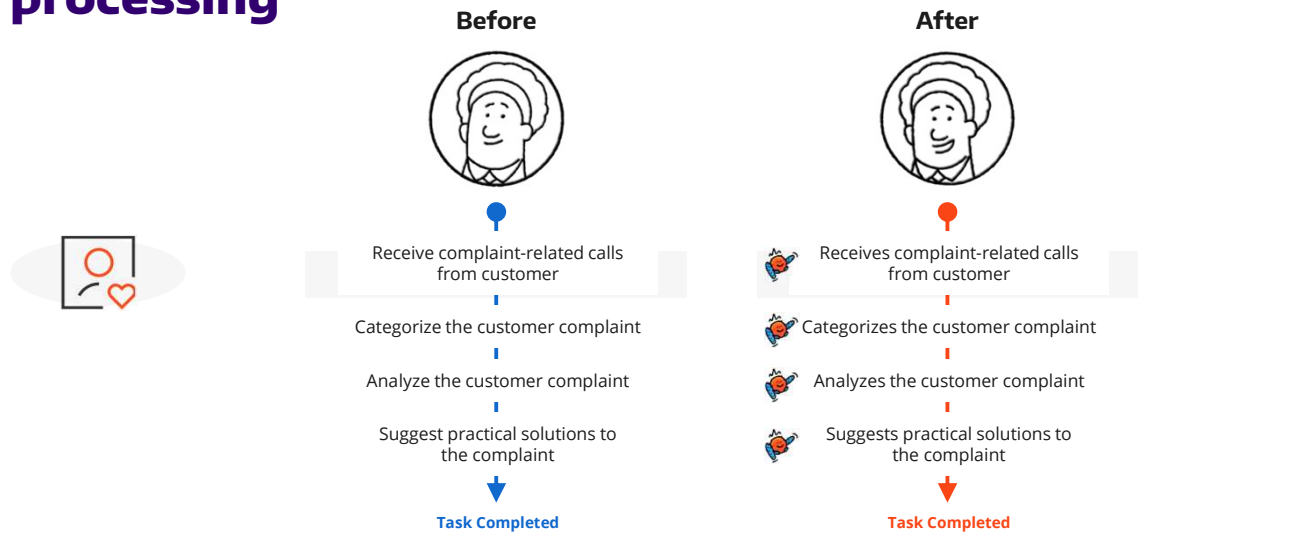 processing
Before
After
Receive complaint-related calls
from customer
Categorize the customer complaint
Analyze the customer complaint
Suggest practical solutions to
the complaint
Task Completed
Receives complaint-related calls
from customer
Categorizes the customer complaint
Analyzes the customer complaint
Suggests practical solutions to
the complaint
Task Completed